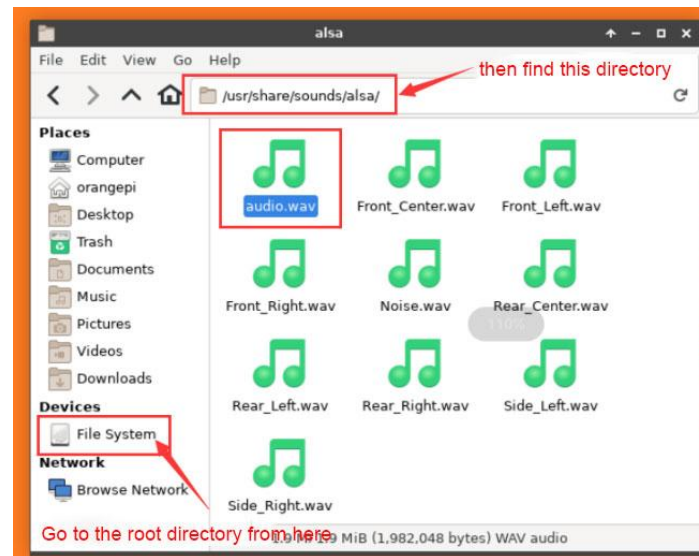 alsa
File Edit View Go Help
then find this directory
/usr/share/sounds/alsa/
Places
Computer
orangepi
Desktop
Trash
Documents
Music
Pictures
Videos
Downloads
Devices
File System
Network
Browse Network
audio.wav Front_Center.wav Front_Left.wav
Front_Right.wav Noise.wav Rear_Center.wav
110%
Rear_Left.wav Rear_Right.wav Side_Left.wav
Side_Right.wav
Go to the root directory from here
MiB (1,982,048 bytes) WAV audio